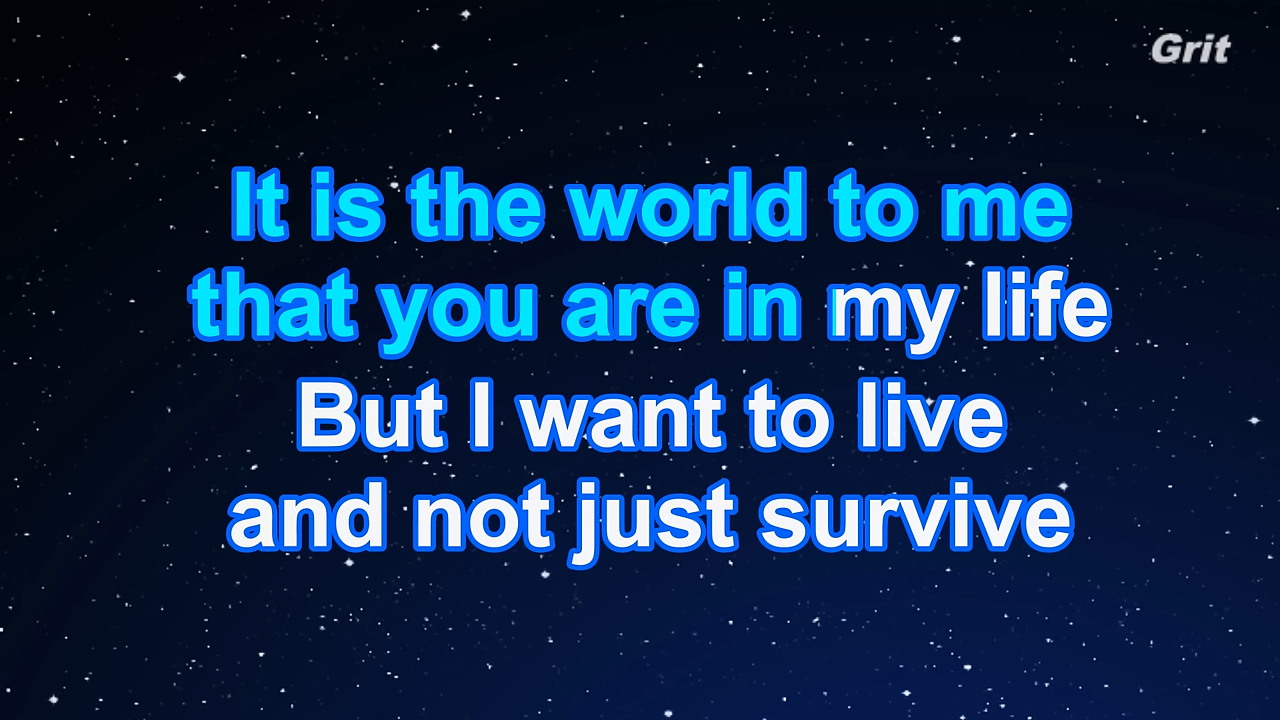 Grit
It is the world to me
that you are in my life
But I want to live
and not just survive